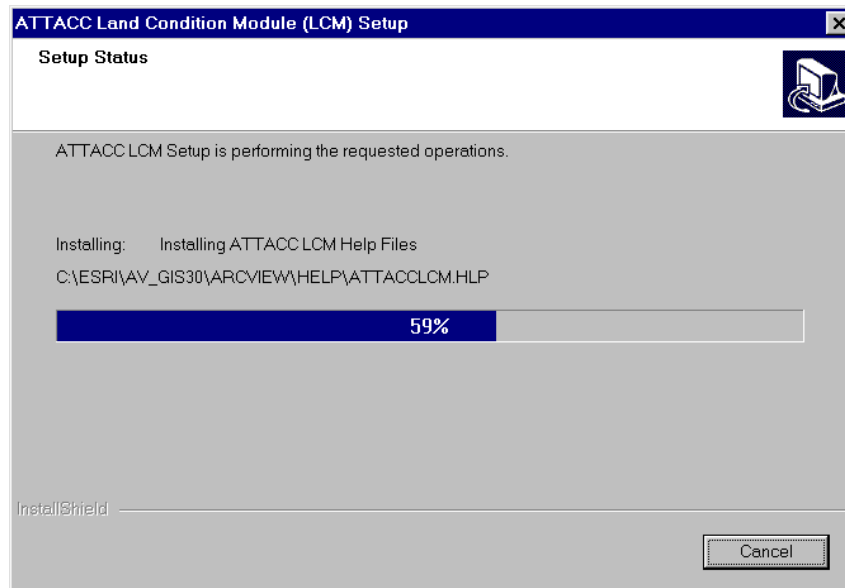 ATTACC Land Condition Module (LCM) Setup
Setup Status
ATTACC LCM Setup is performing the requested operations.
Installing: Installing ATTACC LCM Help Files
C:\ESRI\AV_GIS30\ARCVIEW\HELP\ATTACCLCM.HLP
59%
InstallShield
Cancel